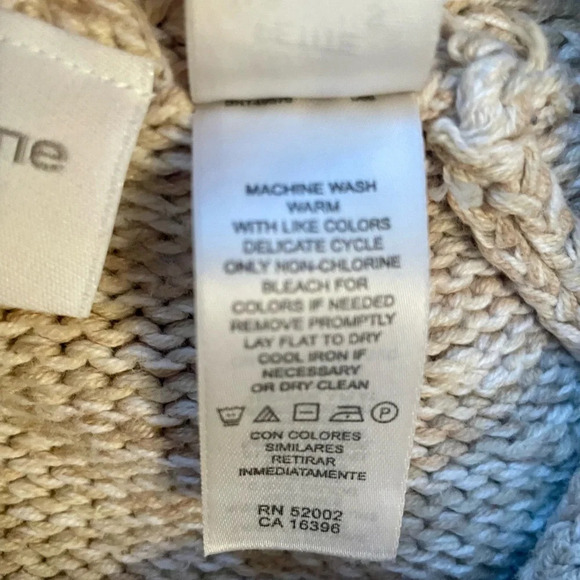 MACHINE WASH
WARM
WITH LIKE COLORS
DELICATE CYCLE
ONLY NON-CHLORINE
BLEACH FOR
COLORS IF NEEDED
REMOVE PROMPTLY
LAY FLAT TO DRY
COOL IRON IF
NECESSARY
OR DRY CLEAN
P
CON COLORES
SIMILARES
RETIRAR
INMEDIATAMENTE
RN 52002
CA 16396